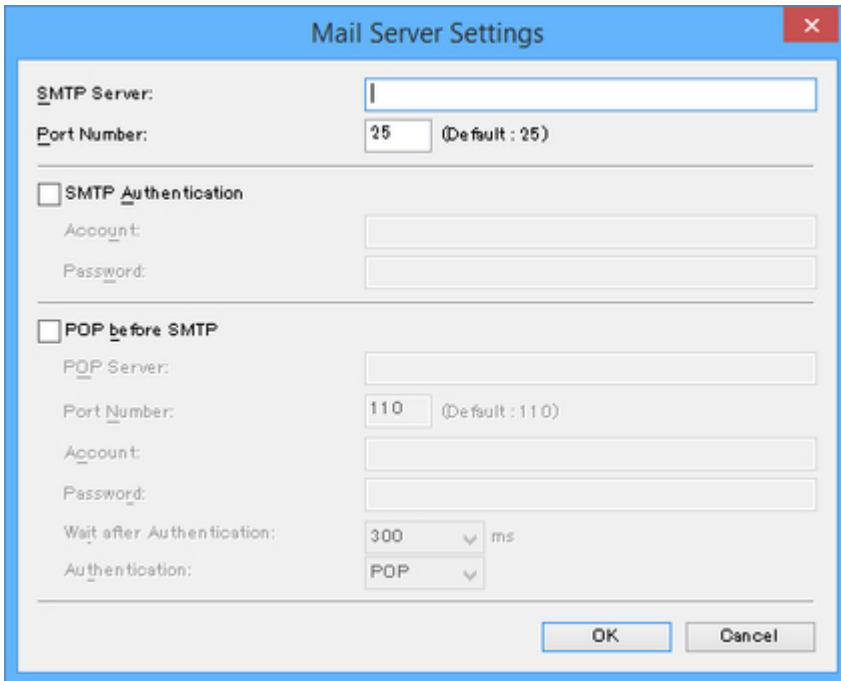 Mail Server Settings
SMTP Server:
Port Number: 25 (Default : 25)
SMTP Authentication
Account:
Password:
POP before SMTP
POP Server:
Port Number: 110 (Default : 110)
Account:
Password:
Wait after Authentication: 300 ms
Authentication: POP
OK Cancel